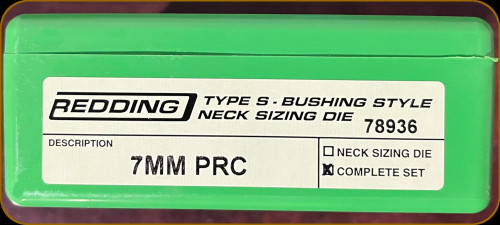 REDDING
TYPE S - BUSHING STYLE
NECK SIZING DIE 78936
DESCRIPTION
7MM PRC
NECK SIZING DIE
COMPLETE SET